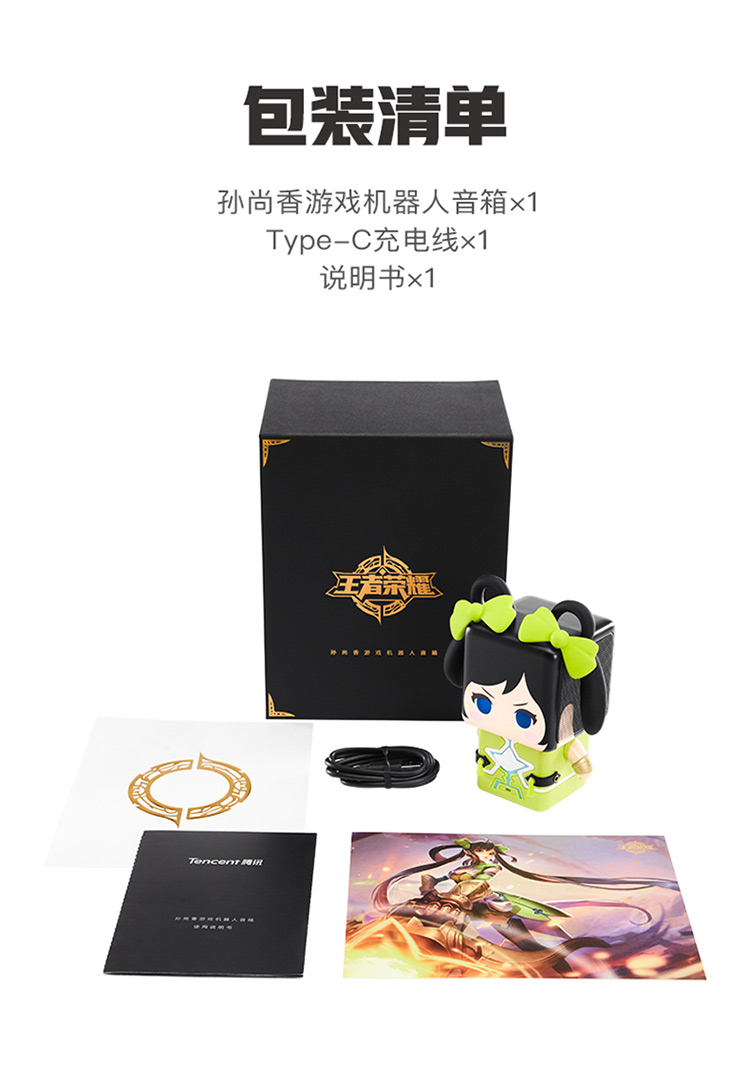 包装清单
孙尚香游戏机器人音箱×1
Type-C充电线×1
说明书×1
王者荣耀
孙尚香游戏机器人音箱
Tencent 腾讯
孙尚香游戏机器人音箱
使用说明书